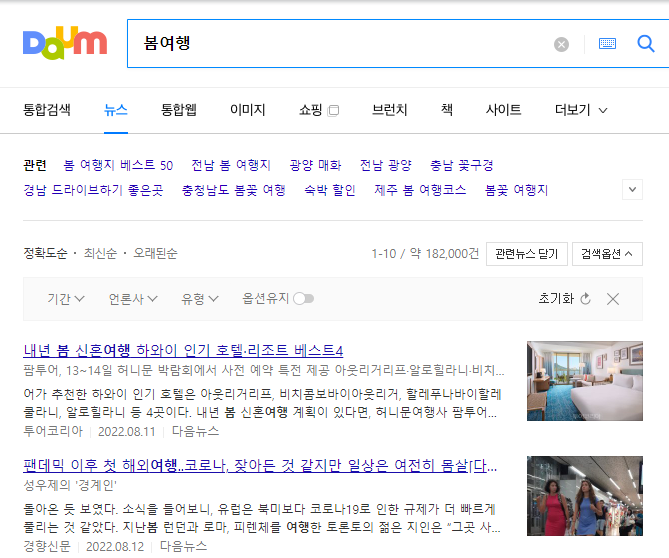 Daum
봄여행
통합검색 뉴스 통합웹 이미지 쇼핑 브런치 책 사이트 더보기
관련 봄 여행지 베스트 50 전남 봄 여행지 광양 매화 전남 광양 충남 꽃구경
경남 드라이브하기 좋은곳 충청남도 봄꽃 여행 숙박 할인 제주 봄 여행코스 봄꽃 여행지
정확도순 · 최신순 · 오래된순 1-10 / 약 182,000건 관련뉴스 닫기 검색옵션
기간 언론사 유형 옵션유지 초기화
내년 봄 신혼여행 하와이 인기 호텔·리조트 베스트4
팜투어, 13~14일 허니문 박람회에서 사전 예약 특전 제공 아웃리거리프·알로힐라니·비치...
어가 추천한 하와이 인기 호텔은 아웃리거리프, 비치콤보바이아웃리거, 할레푸나바이할레
쿨라니, 알로힐라니 등 4곳이다. 내년 봄 신혼여행 계획이 있다면, 허니문여행사 팜투어...
투어코리아 2022.08.11 다음뉴스
팬데믹 이후 첫 해외여행..코로나, 잦아든 것 같지만 일상은 여전히 몸살[다...
성우제의 '경계인'
돌아온 듯 보였다. 소식을 들어보니, 유럽은 북미보다 코로나19로 인한 규제가 더 빠르게
풀리는 것 같았다. 지난봄 런던과 로마, 피렌체를 여행한 토론토의 젊은 지인은 “그곳 사...
경향신문 2022.08.12 다음뉴스